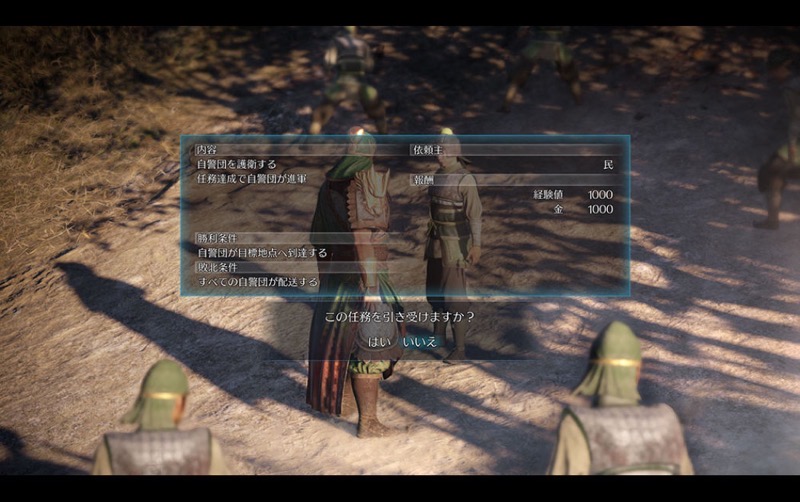 内容
自警団を護衛する
任務達成で自警団が進軍
依頼主
民
報酬
経験値 1000
金 1000
勝利条件
自警団が目標地点へ到達する
敗北条件
すべての自警団が配送する
この任務を引き受けますか？
はい いいえ